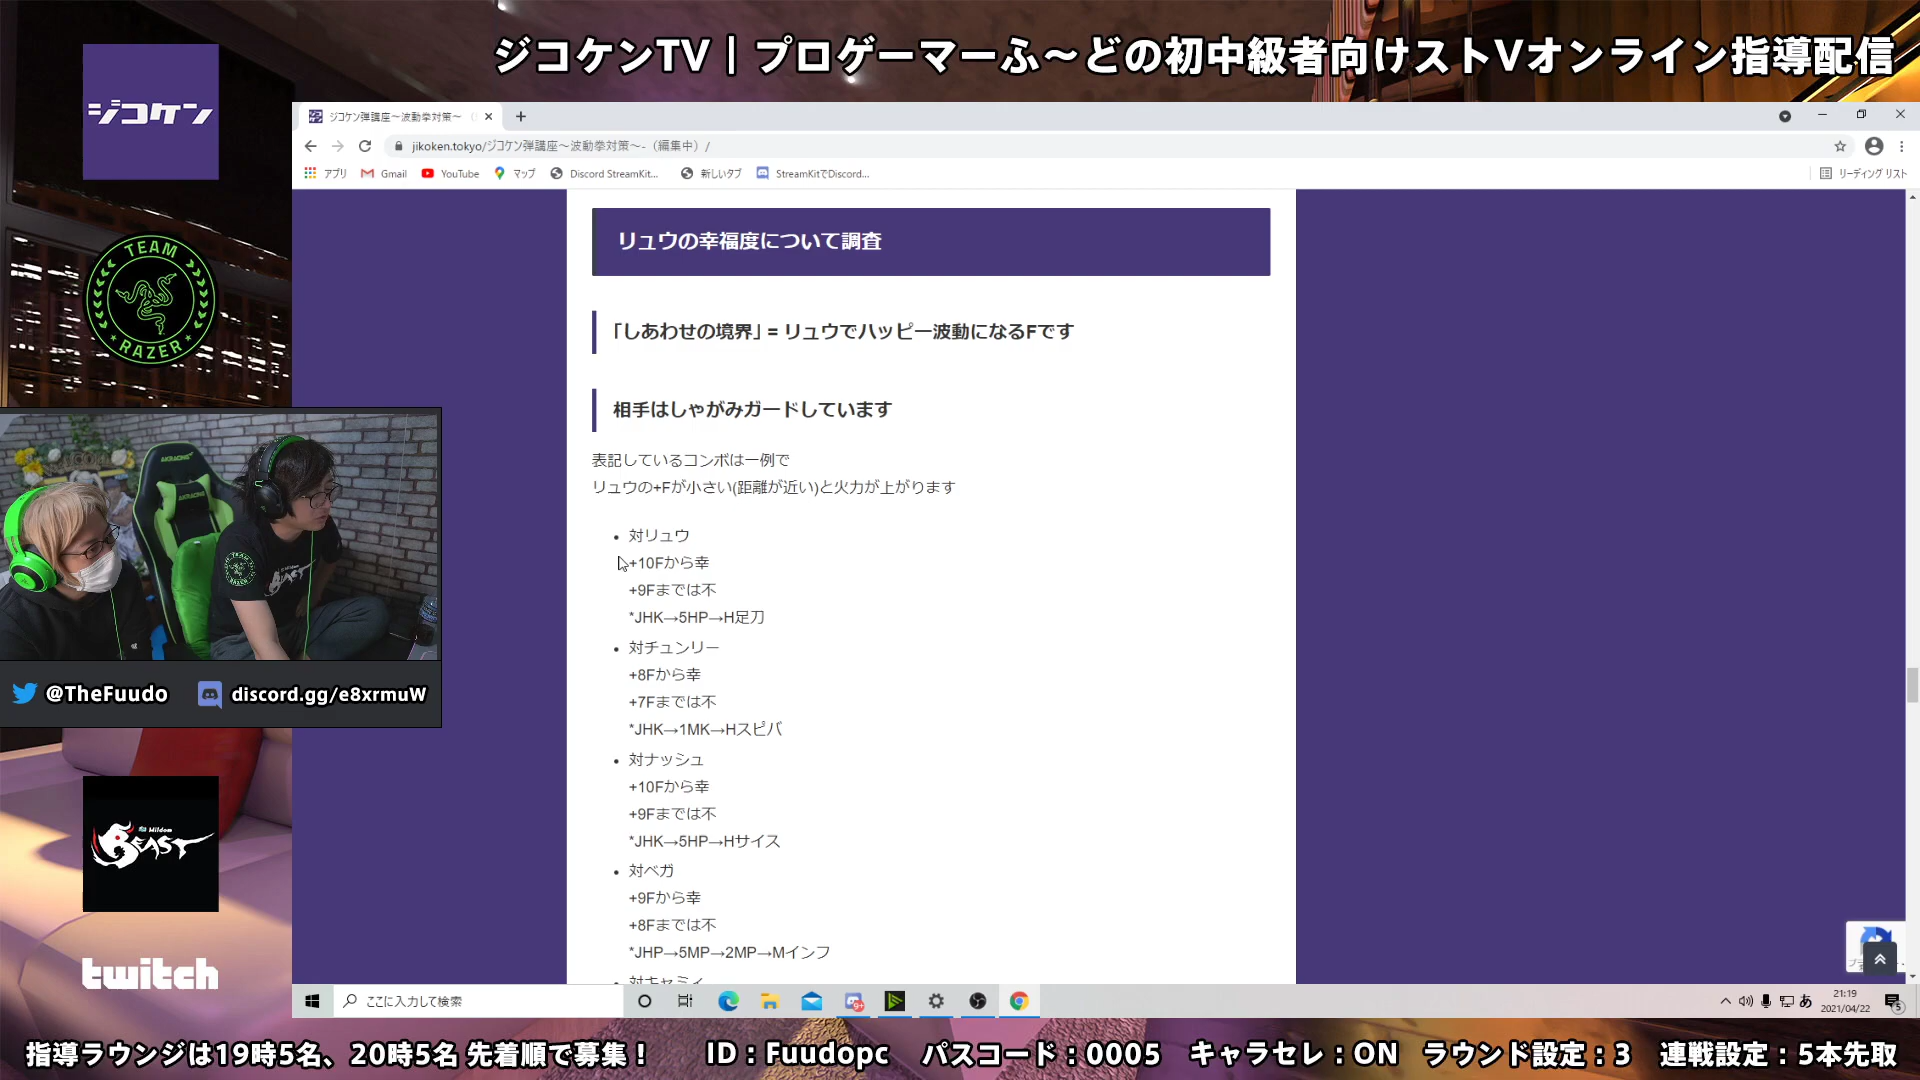 ジコケンTV｜プロゲーマーふ～どの初中級者向けストVオンライン指導配信
ジコケン
ジコケン弾講座～波動拳対策～
jikoken.tokyo/ジコケン弾講座～波動拳対策～-（編集中）/
アプリ Gmail YouTube マップ Discord StreamKit... 新しいタブ StreamKitでDiscord... リーディング リスト
TEAM
RAZER
リュウの幸福度について調査
「しあわせの境界」= リュウでハッピー波動になるFです
相手はしゃがみガードしています
表記しているコンボは一例で
リュウの+Fが小さい(距離が近い)と火力が上がります
• 対リュウ
+10Fから幸
+9Fまでは不
*JHK→5HP→H足刀
• 対チュンリー
+8Fから幸
+7Fまでは不
*JHK→1MK→Hスピバ
• 対ナッシュ
+10Fから幸
+9Fまでは不
*JHK→5HP→Hサイス
• 対ベガ
+9Fから幸
+8Fまでは不
*JHP→5MP→2MP→Mインフ
• 対キャミィ
AKRACING
@TheFuudo discord.gg/e8xrmuW
Mildom
BEAST
twitch
ここに入力して検索
あ
21:19
2021/04/22
指導ラウンジは19時5名、20時5名 先着順で募集！ ID：Fuudopc パスコード：0005 キャラセレ：ON ラウンド設定：3 連戦設定：5本先取